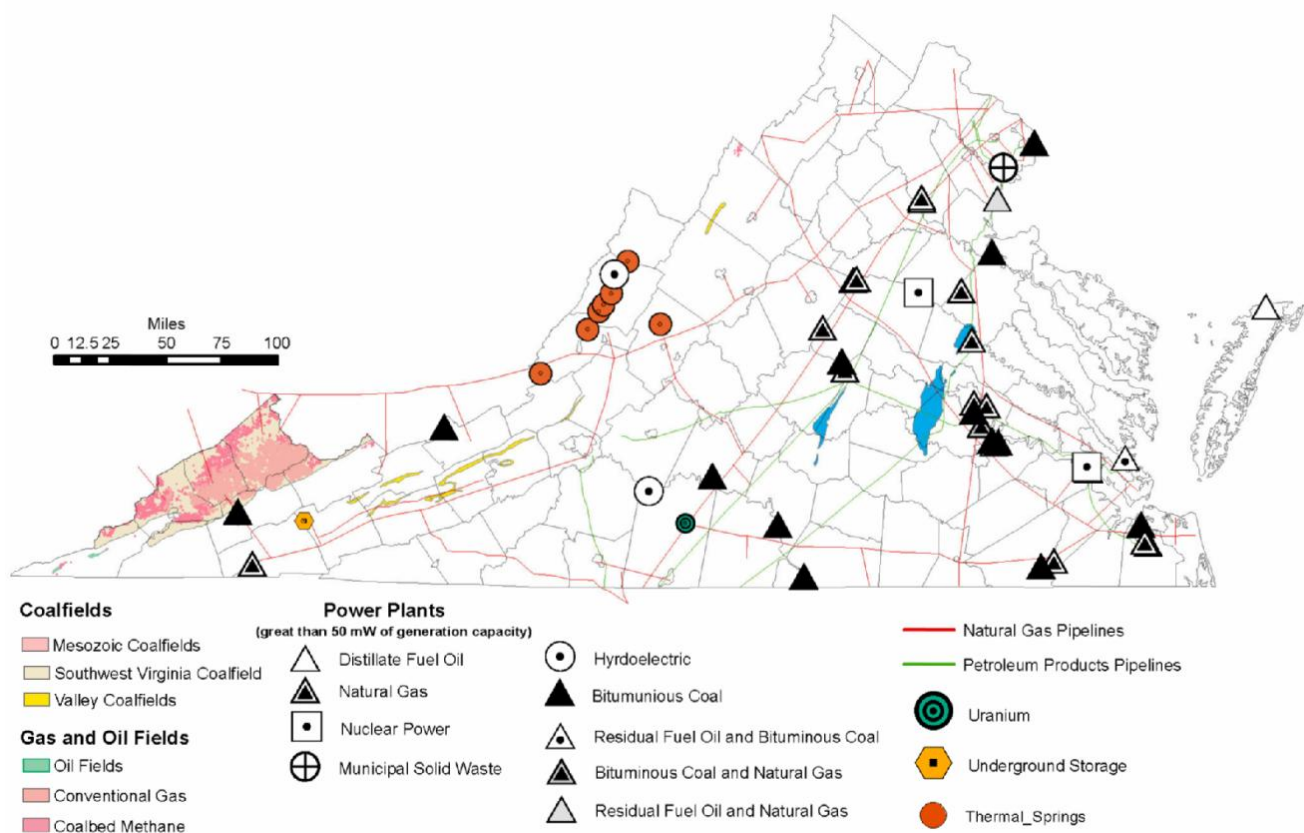 Miles
0 12.5 25 50 75 100
Coalfields
Mesozoic Coalfields
Southwest Virginia Coalfield
Valley Coalfields
Gas and Oil Fields
Oil Fields
Conventional Gas
Coalbed Methane
Power Plants
(great than 50 mW of generation capacity)
Distillate Fuel Oil
Natural Gas
Nuclear Power
Municipal Solid Waste
Hyrdoelectric
Bitumunious Coal
Residual Fuel Oil and Bituminous Coal
Bituminous Coal and Natural Gas
Residual Fuel Oil and Natural Gas
Natural Gas Pipelines
Petroleum Products Pipelines
Uranium
Underground Storage
Thermal_Springs